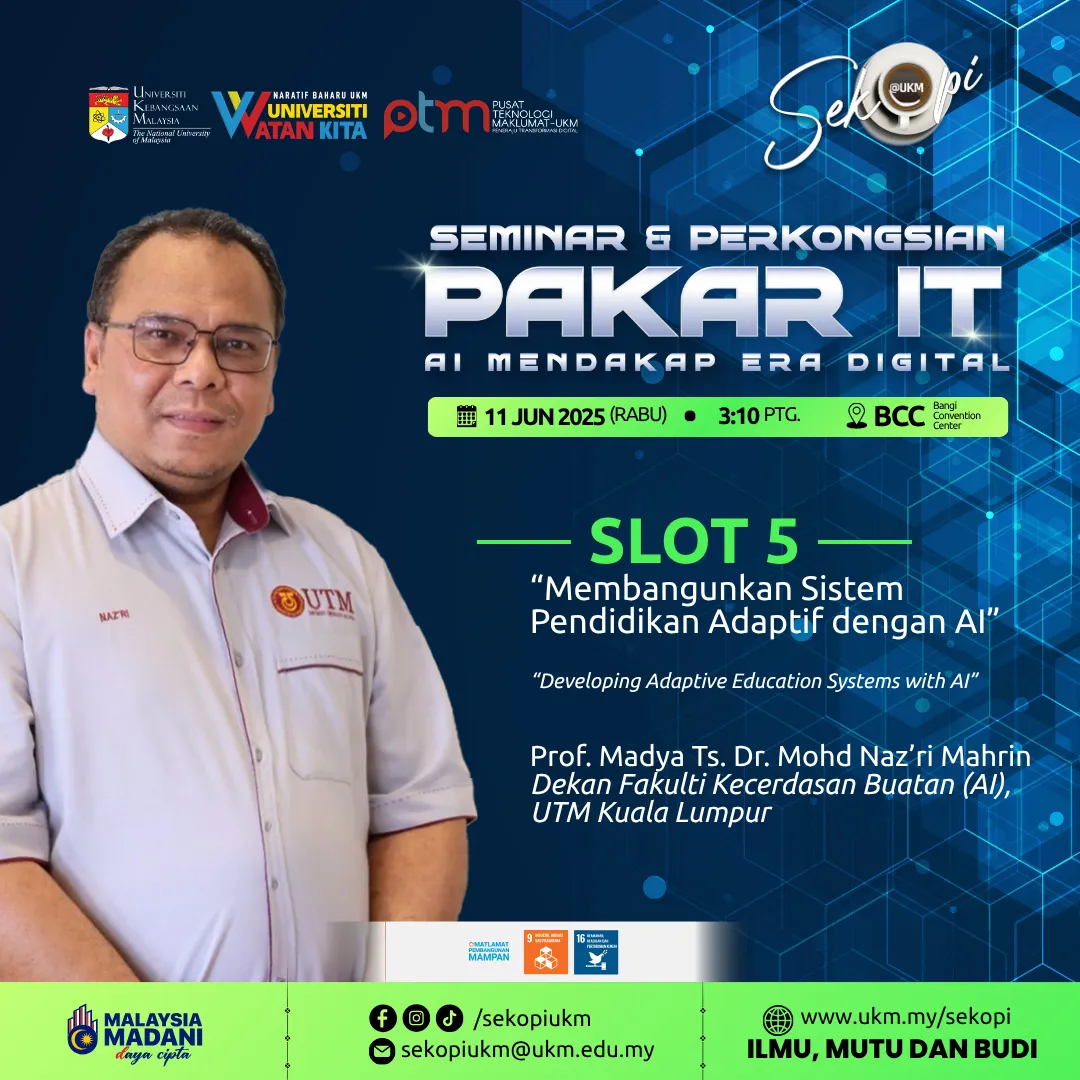 UNIVERSITI
KEBANGSAAN
MALAYSIA
The National University
of Malaysia
NARATIF BAHARU UKM
UNIVERSITI
WATAN KITA
ptm
PUSAT
TEKNOLOGI
MAKLUMAT-UKM
PENERAJU TRANSFORMASI DIGITAL
Sekopi
@UKM
SEMINAR & PERKONGSIAN
PAKAR IT
AI MENDAKAP ERA DIGITAL
11 JUN 2025 (RABU) • 3:10 PTG. BCC Bangi
Convention
Center
SLOT 5
“Membangunkan Sistem
Pendidikan Adaptif dengan AI”
“Developing Adaptive Education Systems with AI”
NAZ'RI
UTM
Prof. Madya Ts. Dr. Mohd Naz’ri Mahrin
Dekan Fakulti Kecerdasan Buatan (AI),
UTM Kuala Lumpur
MATLAMAT
PEMBANGUNAN
MAMPAN
9
16
MALAYSIA
MADANI
daya cipta
/sekopiukm
sekopiukm@ukm.edu.my
www.ukm.my/sekopi
ILMU, MUTU DAN BUDI